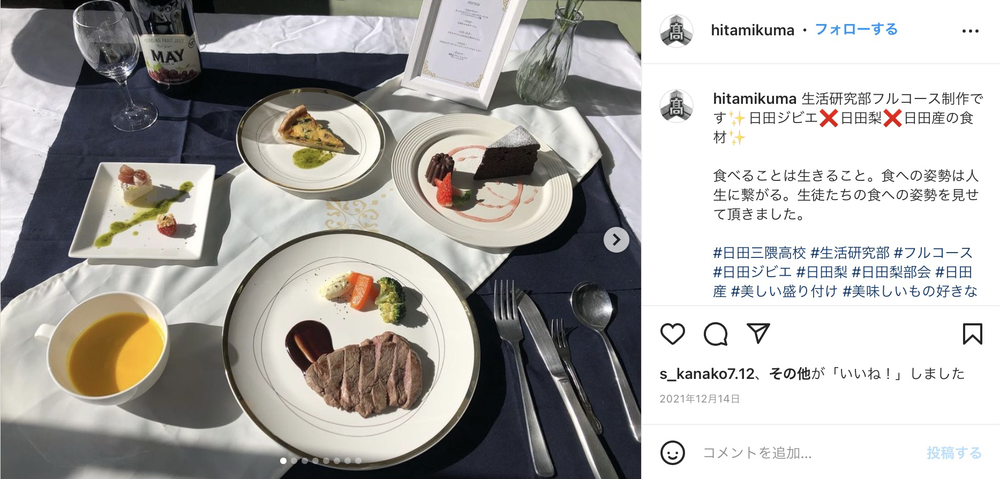 menu
SPARKLING FRUIT JUICE
MAY
GOLD
hitamikuma・フォローする
hitamikuma 生活研究部フルコース制作で
す✨日田ジビエ❌日田梨❌日田産の食
材✨
食べることは生きること。食への姿勢は人
生に繋がる。生徒たちの食への姿勢を見せ
て頂きました。
#日田三隈高校 #生活研究部 #フルコース
#日田ジビエ #日田梨 #日田梨部会 #日田
産 #美しい盛り付け #美味しいもの好きな
s_kanako7.12、その他が「いいね！」しました
2021年12月14日
コメントを追加...
投稿する